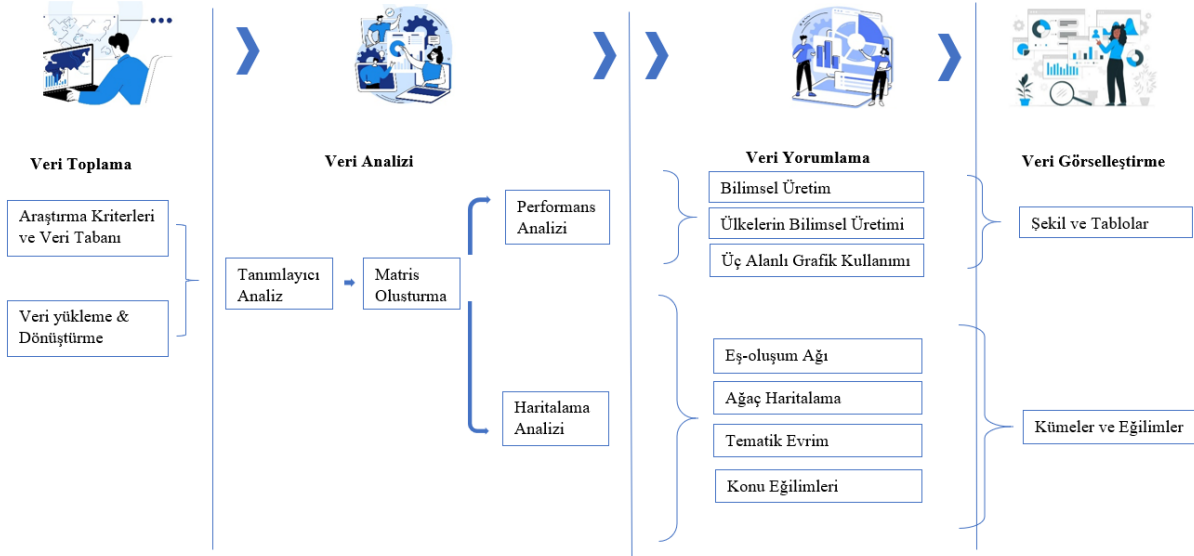 Veri Toplama
Araştırma Kriterleri
ve Veri Tabanı
Veri yükleme &
Dönüştürme
Veri Analizi
Tanımlayıcı
Analiz
Matris
Olusturma
Performans
Analizi
Haritalama
Analizi
Veri Yorumlama
Bilimsel Üretim
Ülkelerin Bilimsel Üretimi
Üç Alanlı Grafik Kullanımı
Eş-oluşum Ağı
Ağaç Haritalama
Tematik Evrim
Konu Eğilimleri
Veri Görselleştirme
Şekil ve Tablolar
Kümeler ve Eğilimler